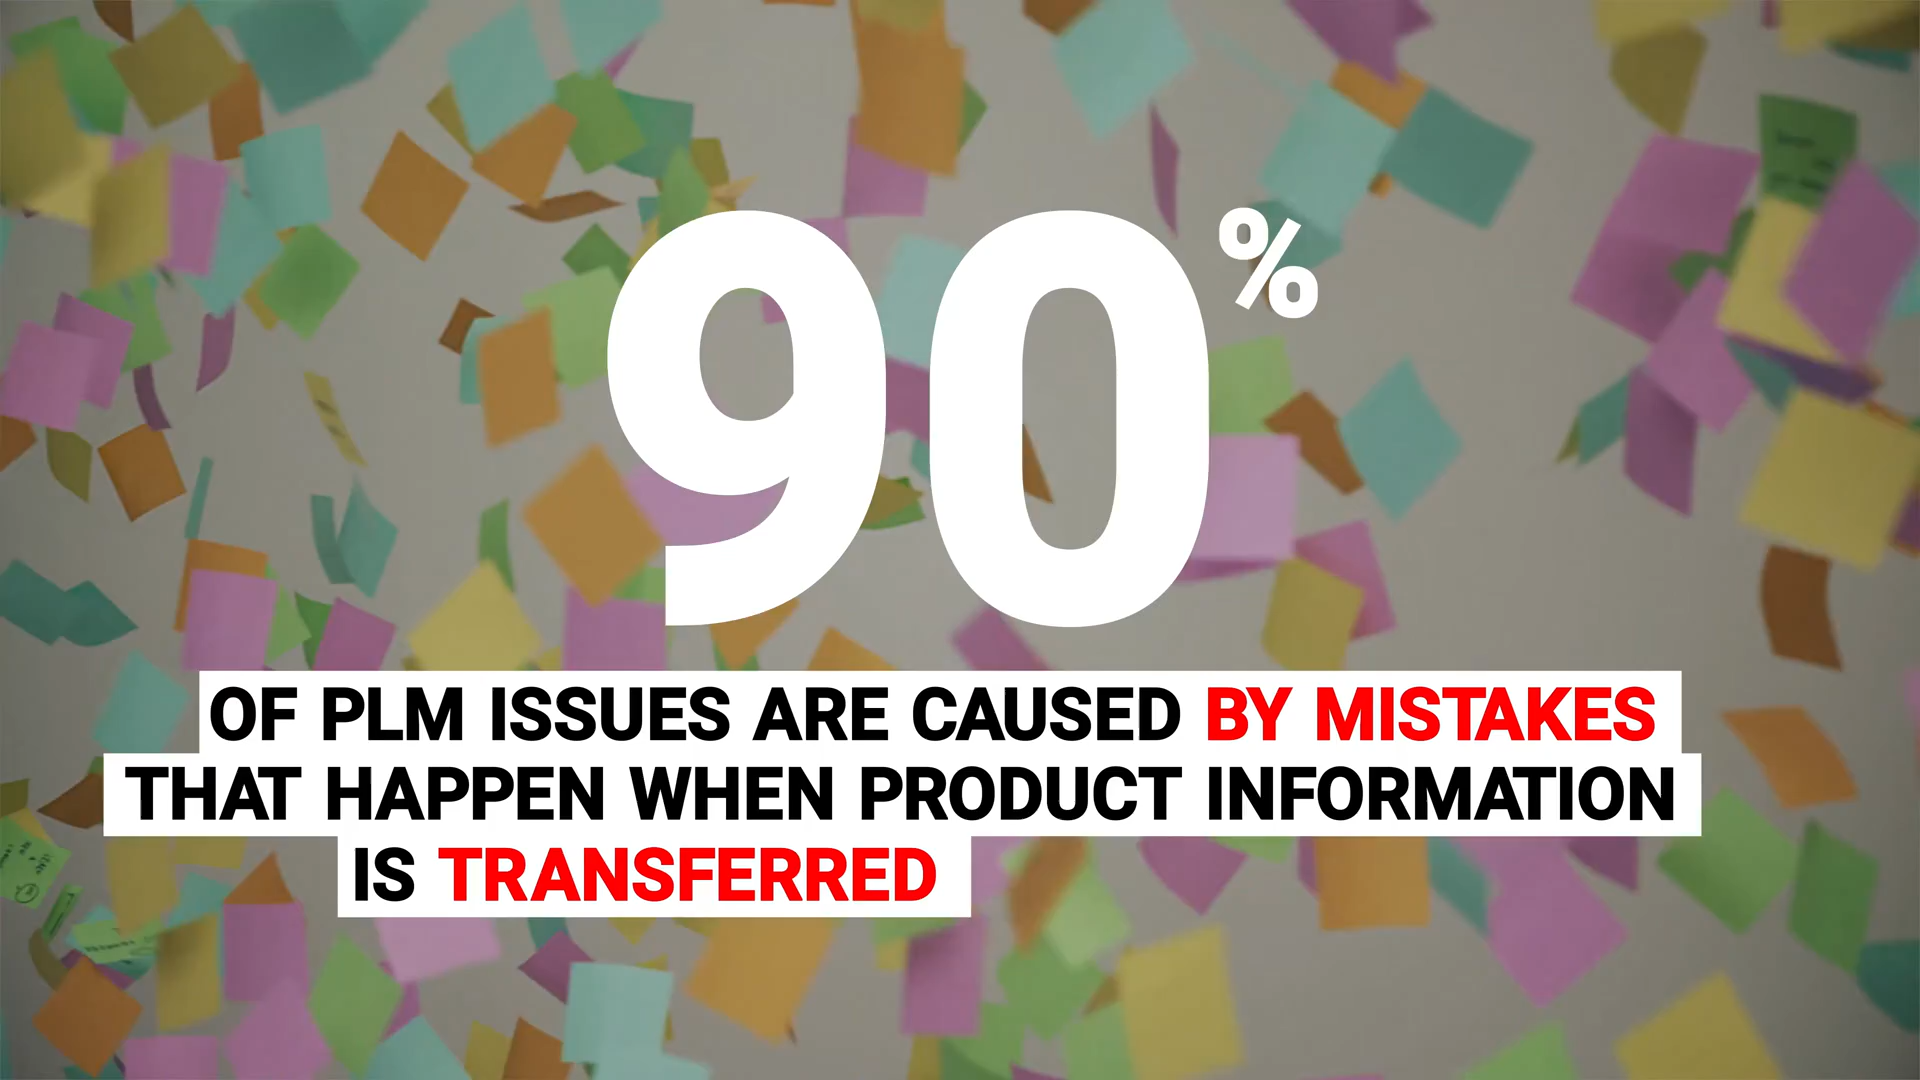 90%
OF PLM ISSUES ARE CAUSED BY MISTAKES
THAT HAPPEN WHEN PRODUCT INFORMATION
IS TRANSFERRED